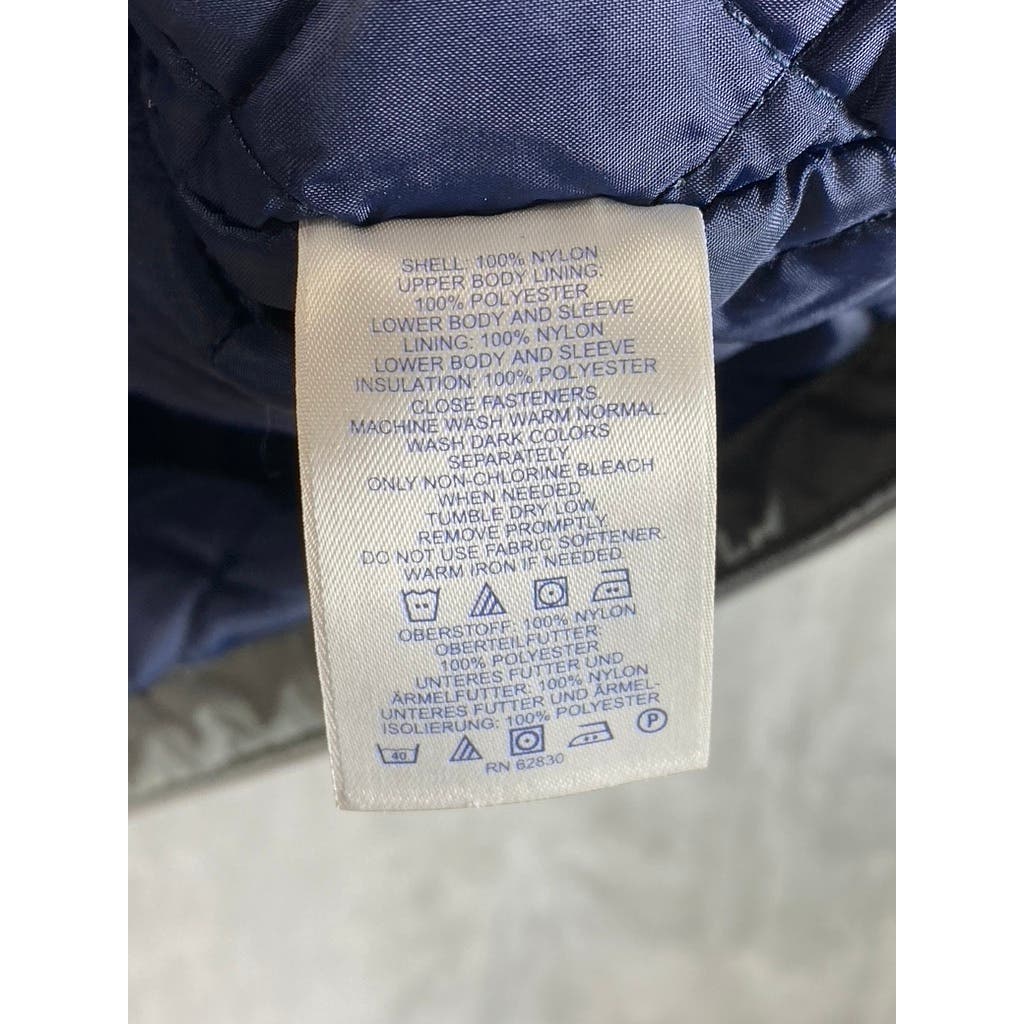 SHELL: 100% NYLON
UPPER BODY LINING:
100% POLYESTER
LOWER BODY AND SLEEVE
LINING: 100% NYLON
LOWER BODY AND SLEEVE
INSULATION: 100% POLYESTER
CLOSE FASTENERS.
MACHINE WASH WARM NORMAL.
WASH DARK COLORS
SEPARATELY
ONLY NON-CHLORINE BLEACH
WHEN NEEDED.
TUMBLE DRY LOW.
REMOVE PROMPTLY
DO NOT USE FABRIC SOFTENER.
WARM IRON IF NEEDED
OBERSTOFF: 100% NYLON
OBERTEILFUTTER:
100% POLYESTER
UNTERES FUTTER UND
ÄRMELFUTTER: 100% NYLON
UNTERES FUTTER UND ÄRMEL-
ISOLIERUNG: 100% POLYESTER
40 P
RN 62830